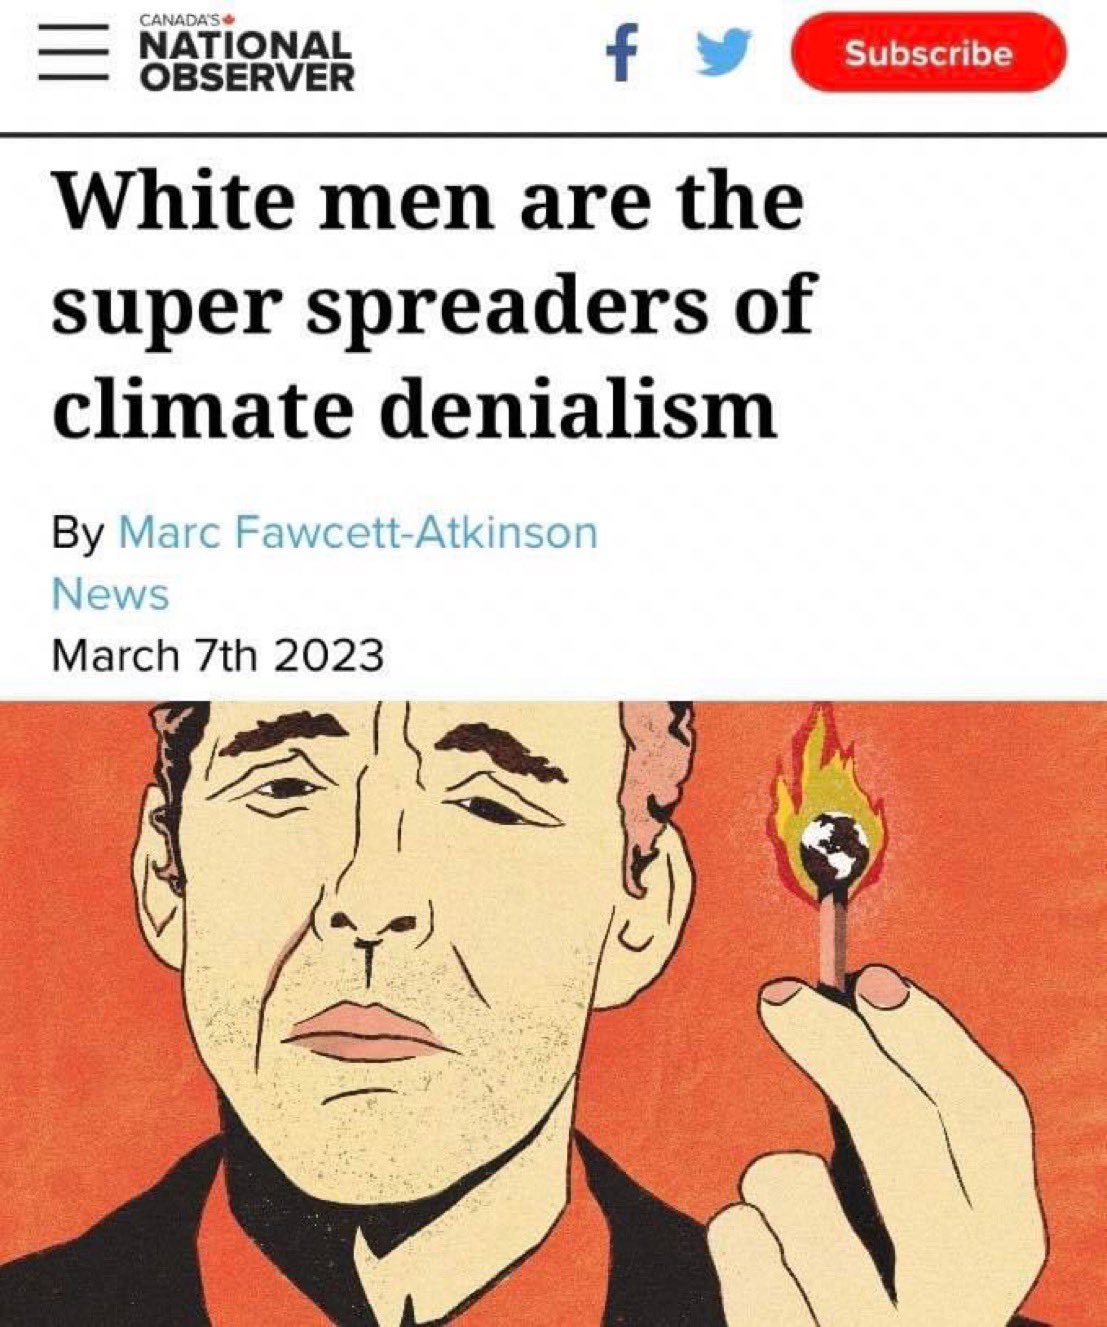 CANADA'S
NATIONAL
OBSERVER
Subscribe
White men are the
super spreaders of
climate denialism
By Marc Fawcett-Atkinson
News
March 7th 2023